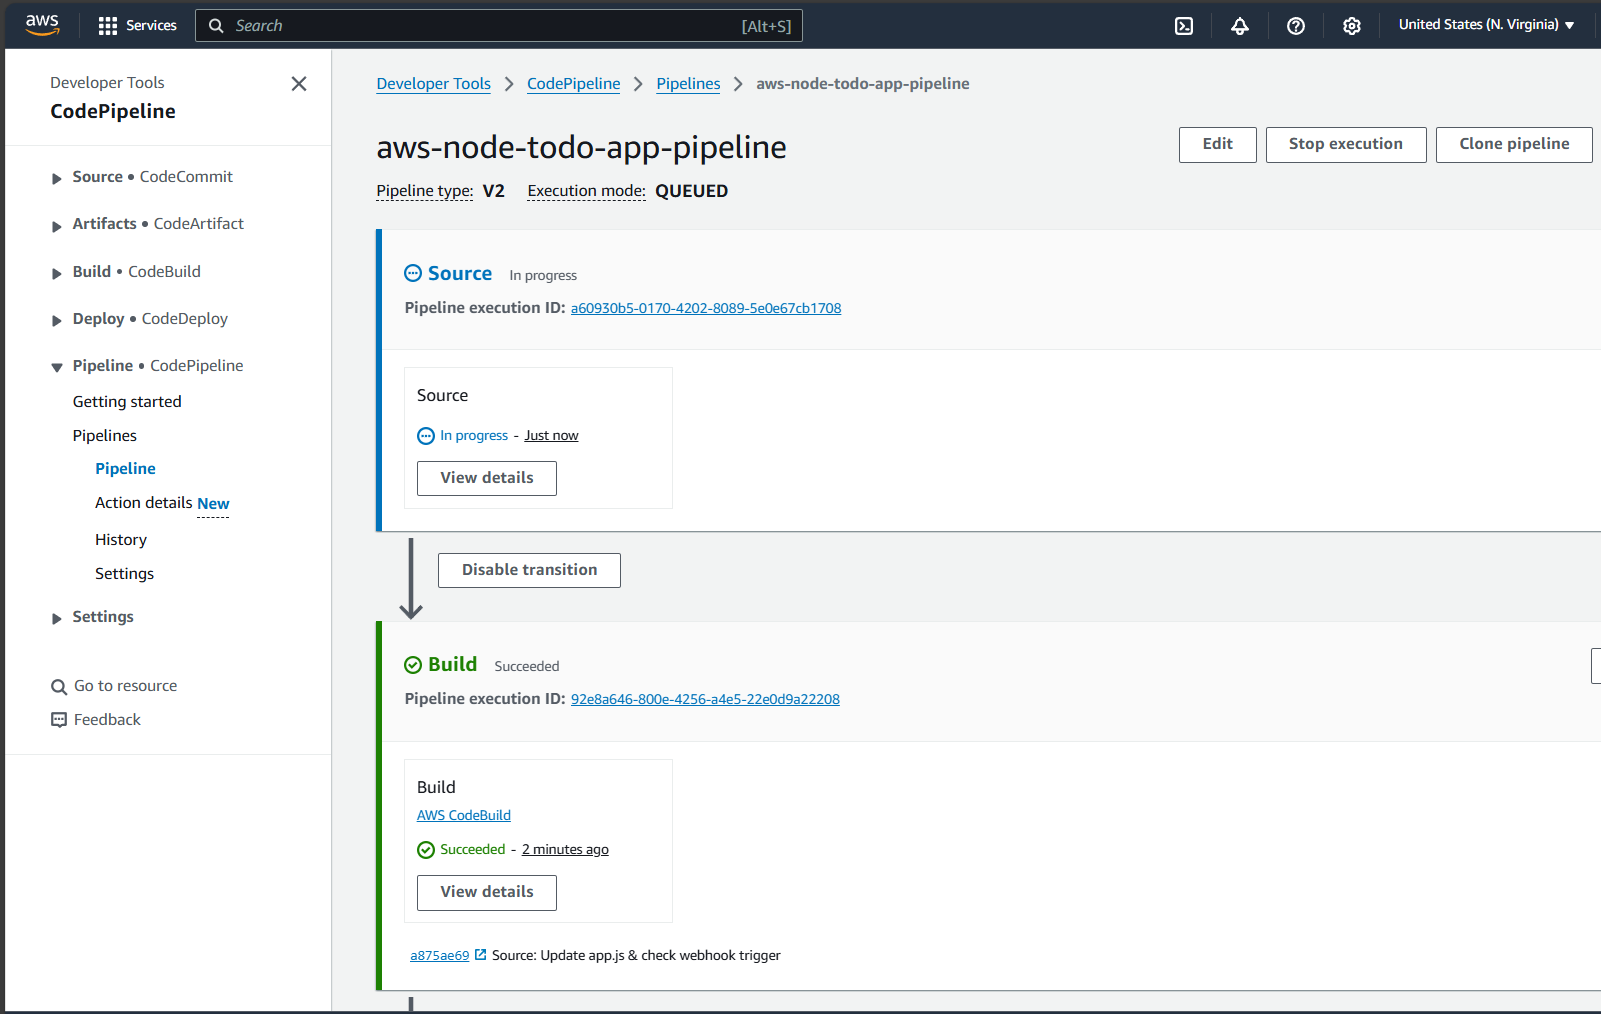 aws
Services
Search
[Alt+S]
United States (N. Virginia)
Developer Tools
CodePipeline
Source • CodeCommit
Artifacts • CodeArtifact
Build • CodeBuild
Deploy • CodeDeploy
Pipeline • CodePipeline
Getting started
Pipelines
Pipeline
Action details New
History
Settings
Settings
Go to resource
Feedback
Developer Tools > CodePipeline > Pipelines > aws-node-todo-app-pipeline
aws-node-todo-app-pipeline
Edit
Stop execution
Clone pipeline
Pipeline type: V2 Execution mode: QUEUED
Source In progress
Pipeline execution ID: a60930b5-0170-4202-8089-5e0e67cb1708
Source
In progress - Just now
View details
Disable transition
Build Succeeded
Pipeline execution ID: 92e8a646-800e-4256-a4e5-22e0d9a22208
Build
AWS CodeBuild
Succeeded - 2 minutes ago
View details
a875ae69 Source: Update app.js & check webhook trigger